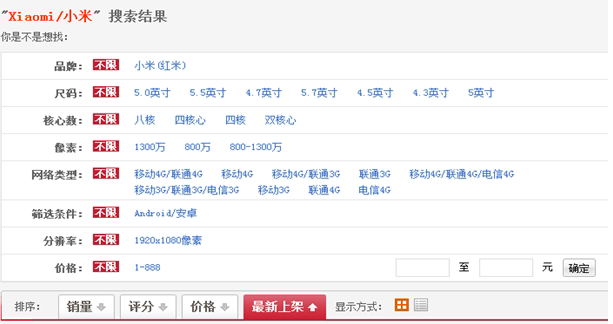 "Xiaomi/小米" 搜索结果
你是不是想找：
品牌： 不限 小米(红米)
尺码： 不限 5.0英寸 5.5英寸 4.7英寸 5.7英寸 4.5英寸 4.3英寸 5英寸
核心数： 不限 八核 四核心 四核 双核心
像素： 不限 1300万 800万 800-1300万
网络类型： 不限 移动4G/联通4G 移动4G 移动4G/联通3G 联通3G 移动4G/联通4G/电信4G
移动3G/联通3G/电信3G 移动3G 联通4G 电信4G
筛选条件： 不限 Android/安卓
分辨率： 不限 1920x1080像素
价格： 不限 1-888 至 元 确定
排序： 销量 评分 价格 最新上架 显示方式：